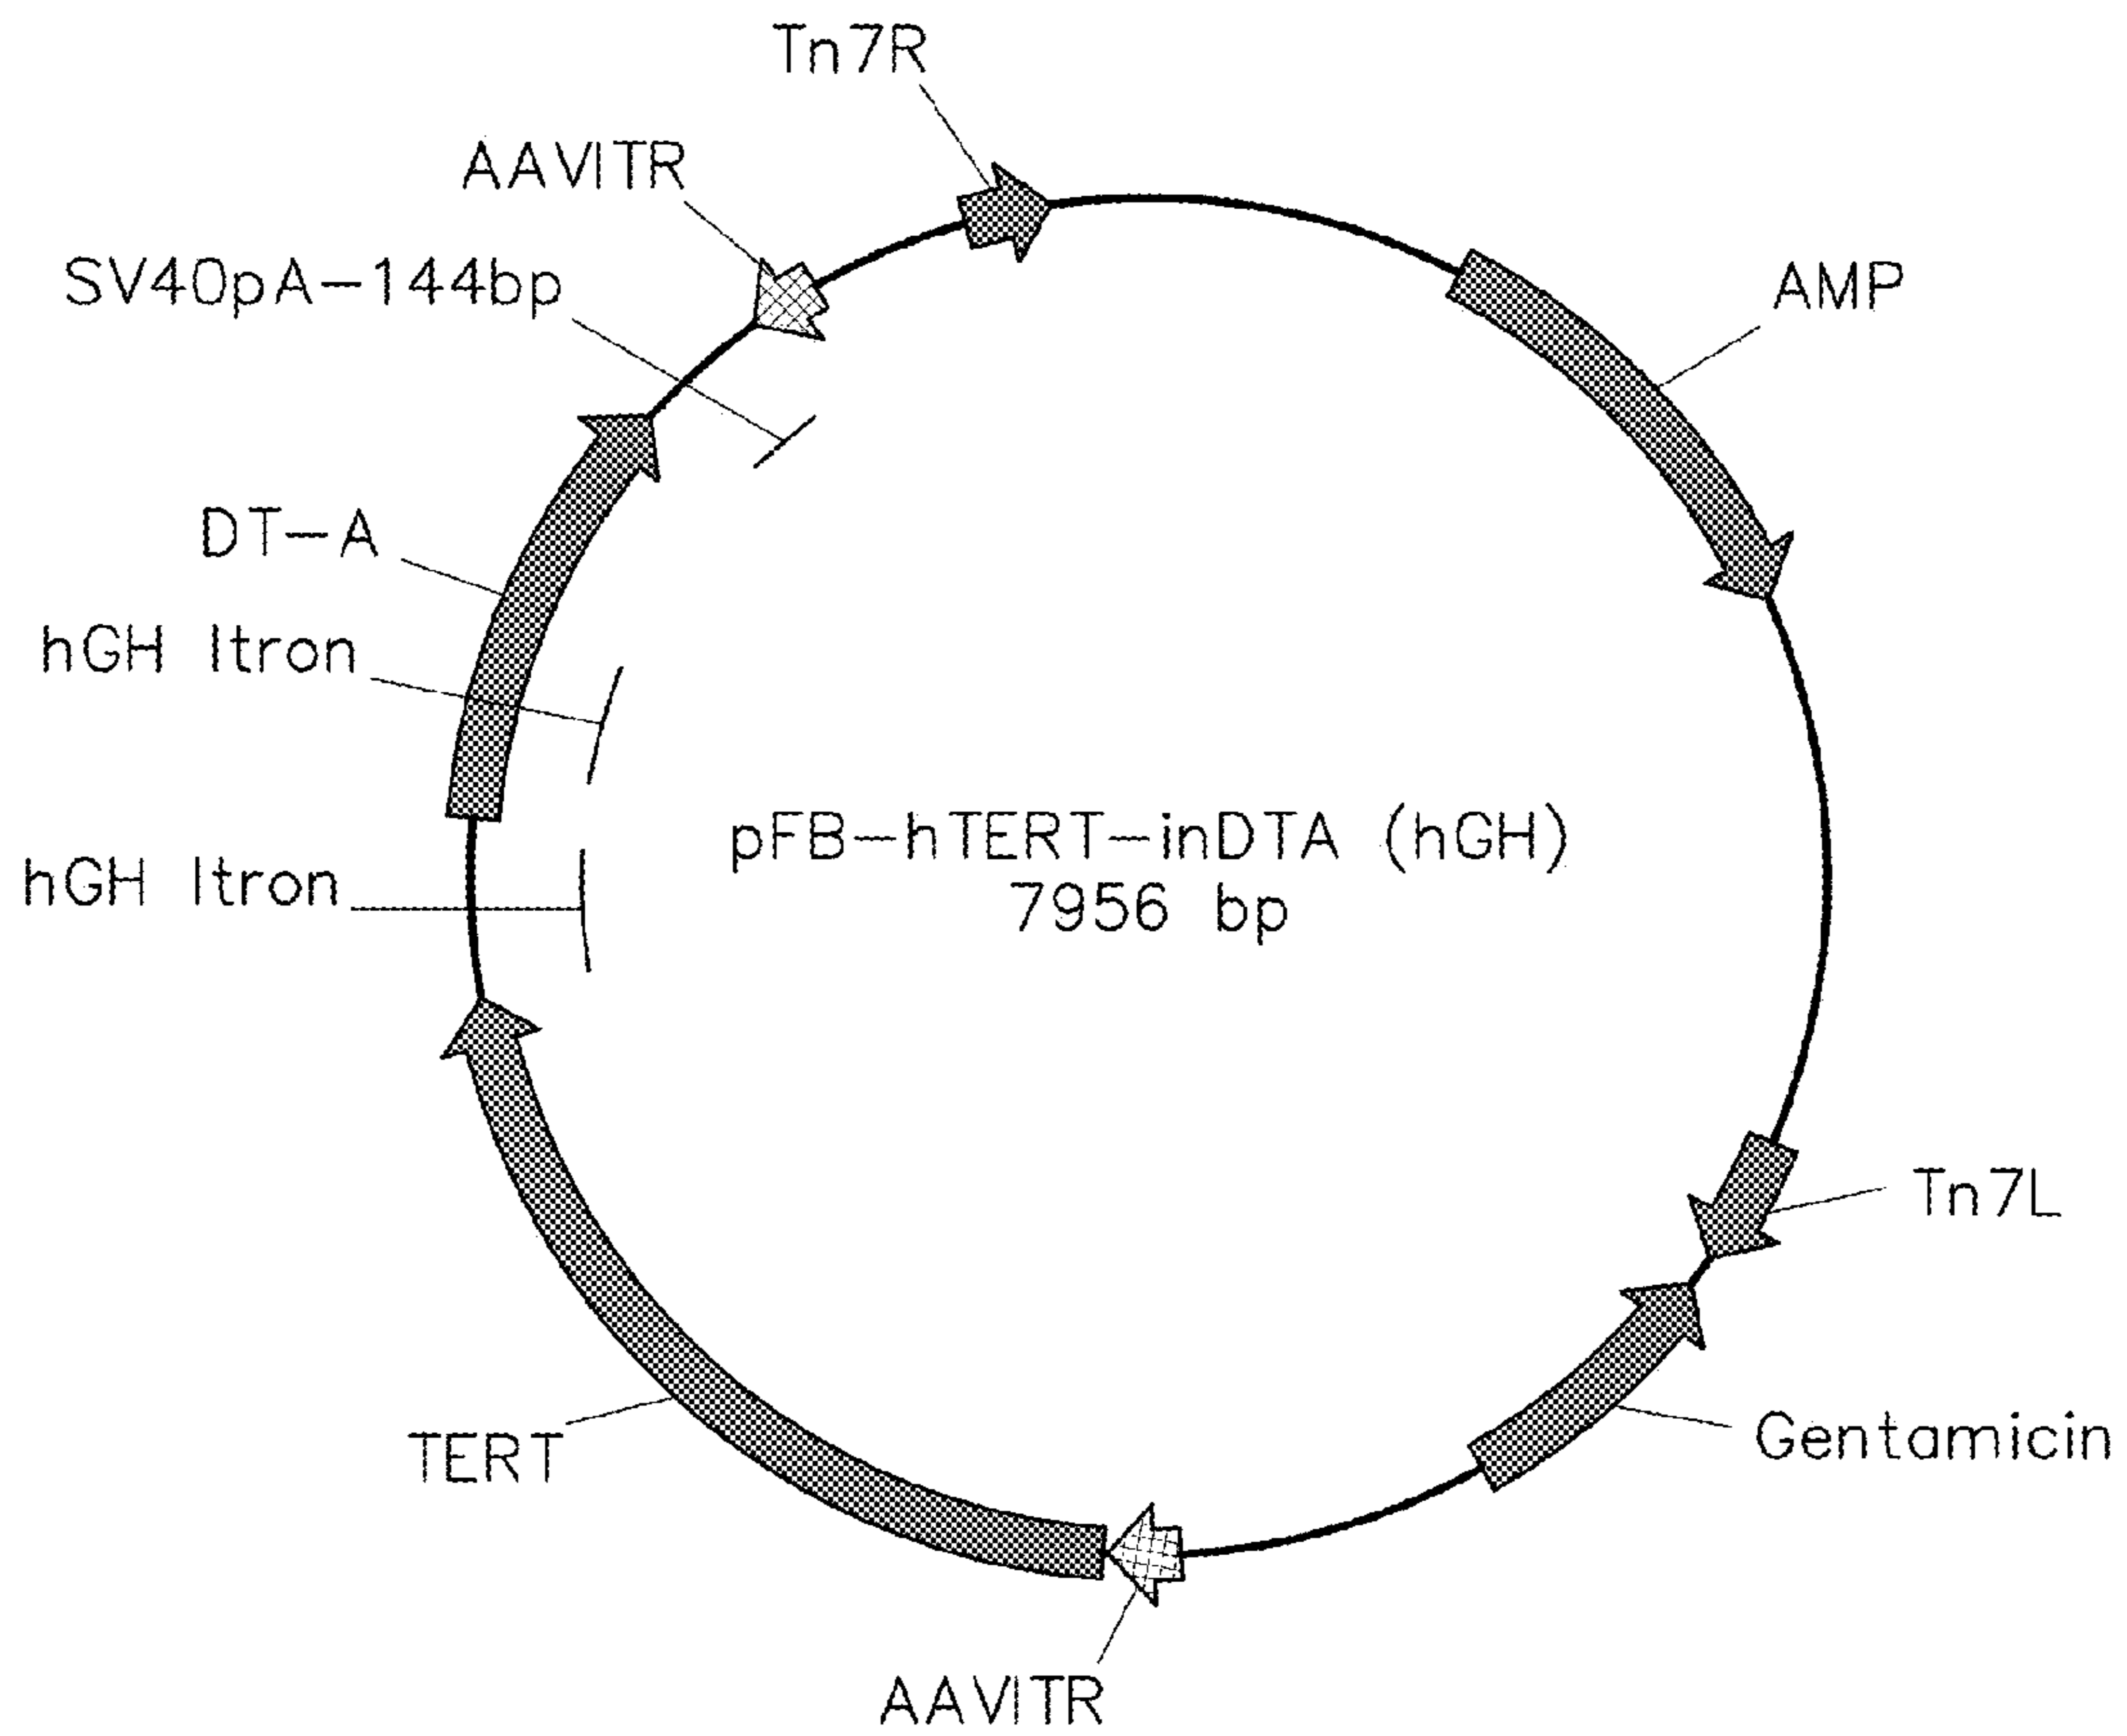 Tn7R
AAVITR
SV40pA-144bp
AMP
DT-A
hGH Itron
pFB-hTERT-inDTA (hGH)
7956 bp
hGH Itron
Tn7L
TERT
Gentamicin
AAVITR